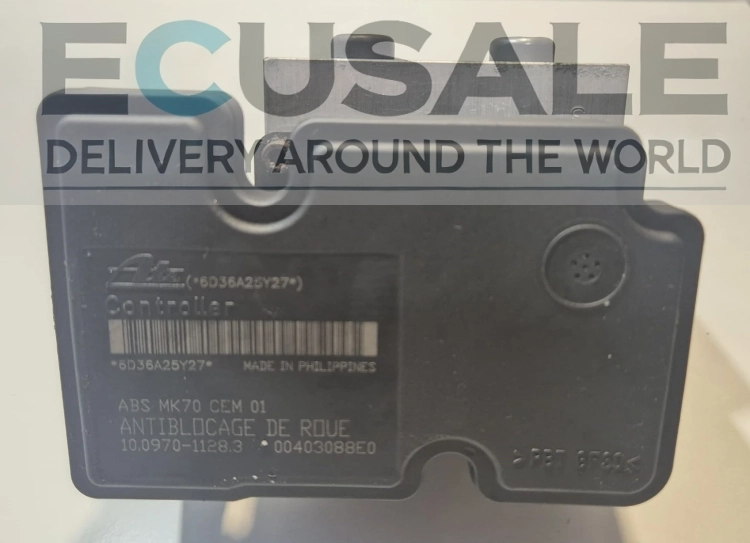 ECUSALE
DELIVERY AROUND THE WORLD
Ate (*6D36A25Y27*)
Controller
*6D36A25Y27* MADE IN PHILIPPINES
ABS MK70 CEM 01
ANTIBLOCAGE DE ROUE
10.0970-1128.3 * 00403088E0